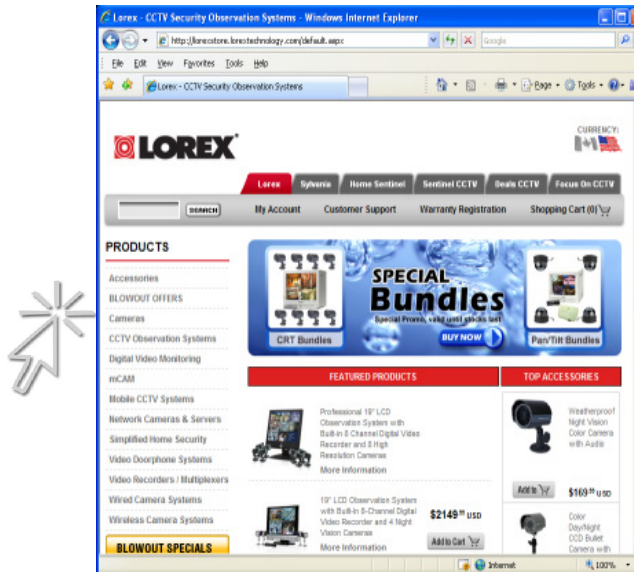 Lorex - CCTV Security Observation Systems - Windows Internet Explorer
http://lorexstore.lorextechnology.com/default.aspx
Google
File Edit View Favorites Tools Help
Lorex - CCTV Security Observation Systems
Page Tools
CURRENCY:
LOREX
Lorex Sylvania Home Sentinel Sentinel CCTV Deals CCTV Focus On CCTV
SEARCH My Account Customer Support Warranty Registration Shopping Cart (0)
PRODUCTS
Accessories
BLOWOUT OFFERS
Cameras
CCTV Observation Systems
Digital Video Monitoring
mCAM
Mobile CCTV Systems
Network Cameras & Servers
Simplified Home Security
Video Doorphone Systems
Video Recorders / Multiplexers
Wired Camera Systems
Wireless Camera Systems
BLOWOUT SPECIALS
SPECIAL
Bundles
Special Promo, valid until stocks last
BUY NOW
CRT Bundles
Pan/Tilt Bundles
FEATURED PRODUCTS
Professional 19" LCD
Observation System with
Built-in 8 Channel Digital Video
Recorder and 8 High
Resolution Cameras
More Information
19" LCD Observation System
with Built-in 8-Channel Digital
Video Recorder and 4 Night
Vision Cameras
More Information
$2149.99 USD
Add to Cart
TOP ACCESSORIES
Weatherproof
Night Vision
Color Camera
with Audio
Add to
$169.99 USD
Color
Day/Night
CCD Bullet
Camera with
Internet
100%